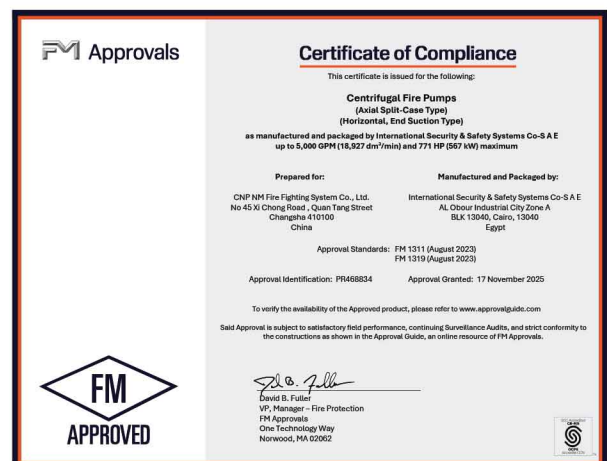 FM Approvals
Certificate of Compliance
This certificate is issued for the following:
Centrifugal Fire Pumps
(Axial Split-Case Type)
(Horizontal, End Suction Type)
as manufactured and packaged by International Security & Safety Systems Co-S A E
up to 5,000 GPM (18,927 dm³/min) and 771 HP (567 kW) maximum
Prepared for:
CNP NM Fire Fighting System Co., Ltd.
No 45 Xi Chong Road , Quan Tang Street
Changsha 410100
China
Manufactured and Packaged by:
International Security & Safety Systems Co-S A E
AL Obour Industrial City Zone A
BLK 13040, Cairo, 13040
Egypt
Approval Standards: FM 1311 (August 2023)
FM 1319 (August 2023)
Approval Identification: PR468834
Approval Granted: 17 November 2025
To verify the availability of the Approved product, please refer to www.approvalguide.com
Said Approval is subject to satisfactory field performance, continuing Surveillance Audits, and strict conformity to
the constructions as shown in the Approval Guide, an online resource of FM Approvals.
David B. Fuller
VP, Manager – Fire Protection
FM Approvals
One Technology Way
Norwood, MA 02062
FM
APPROVED